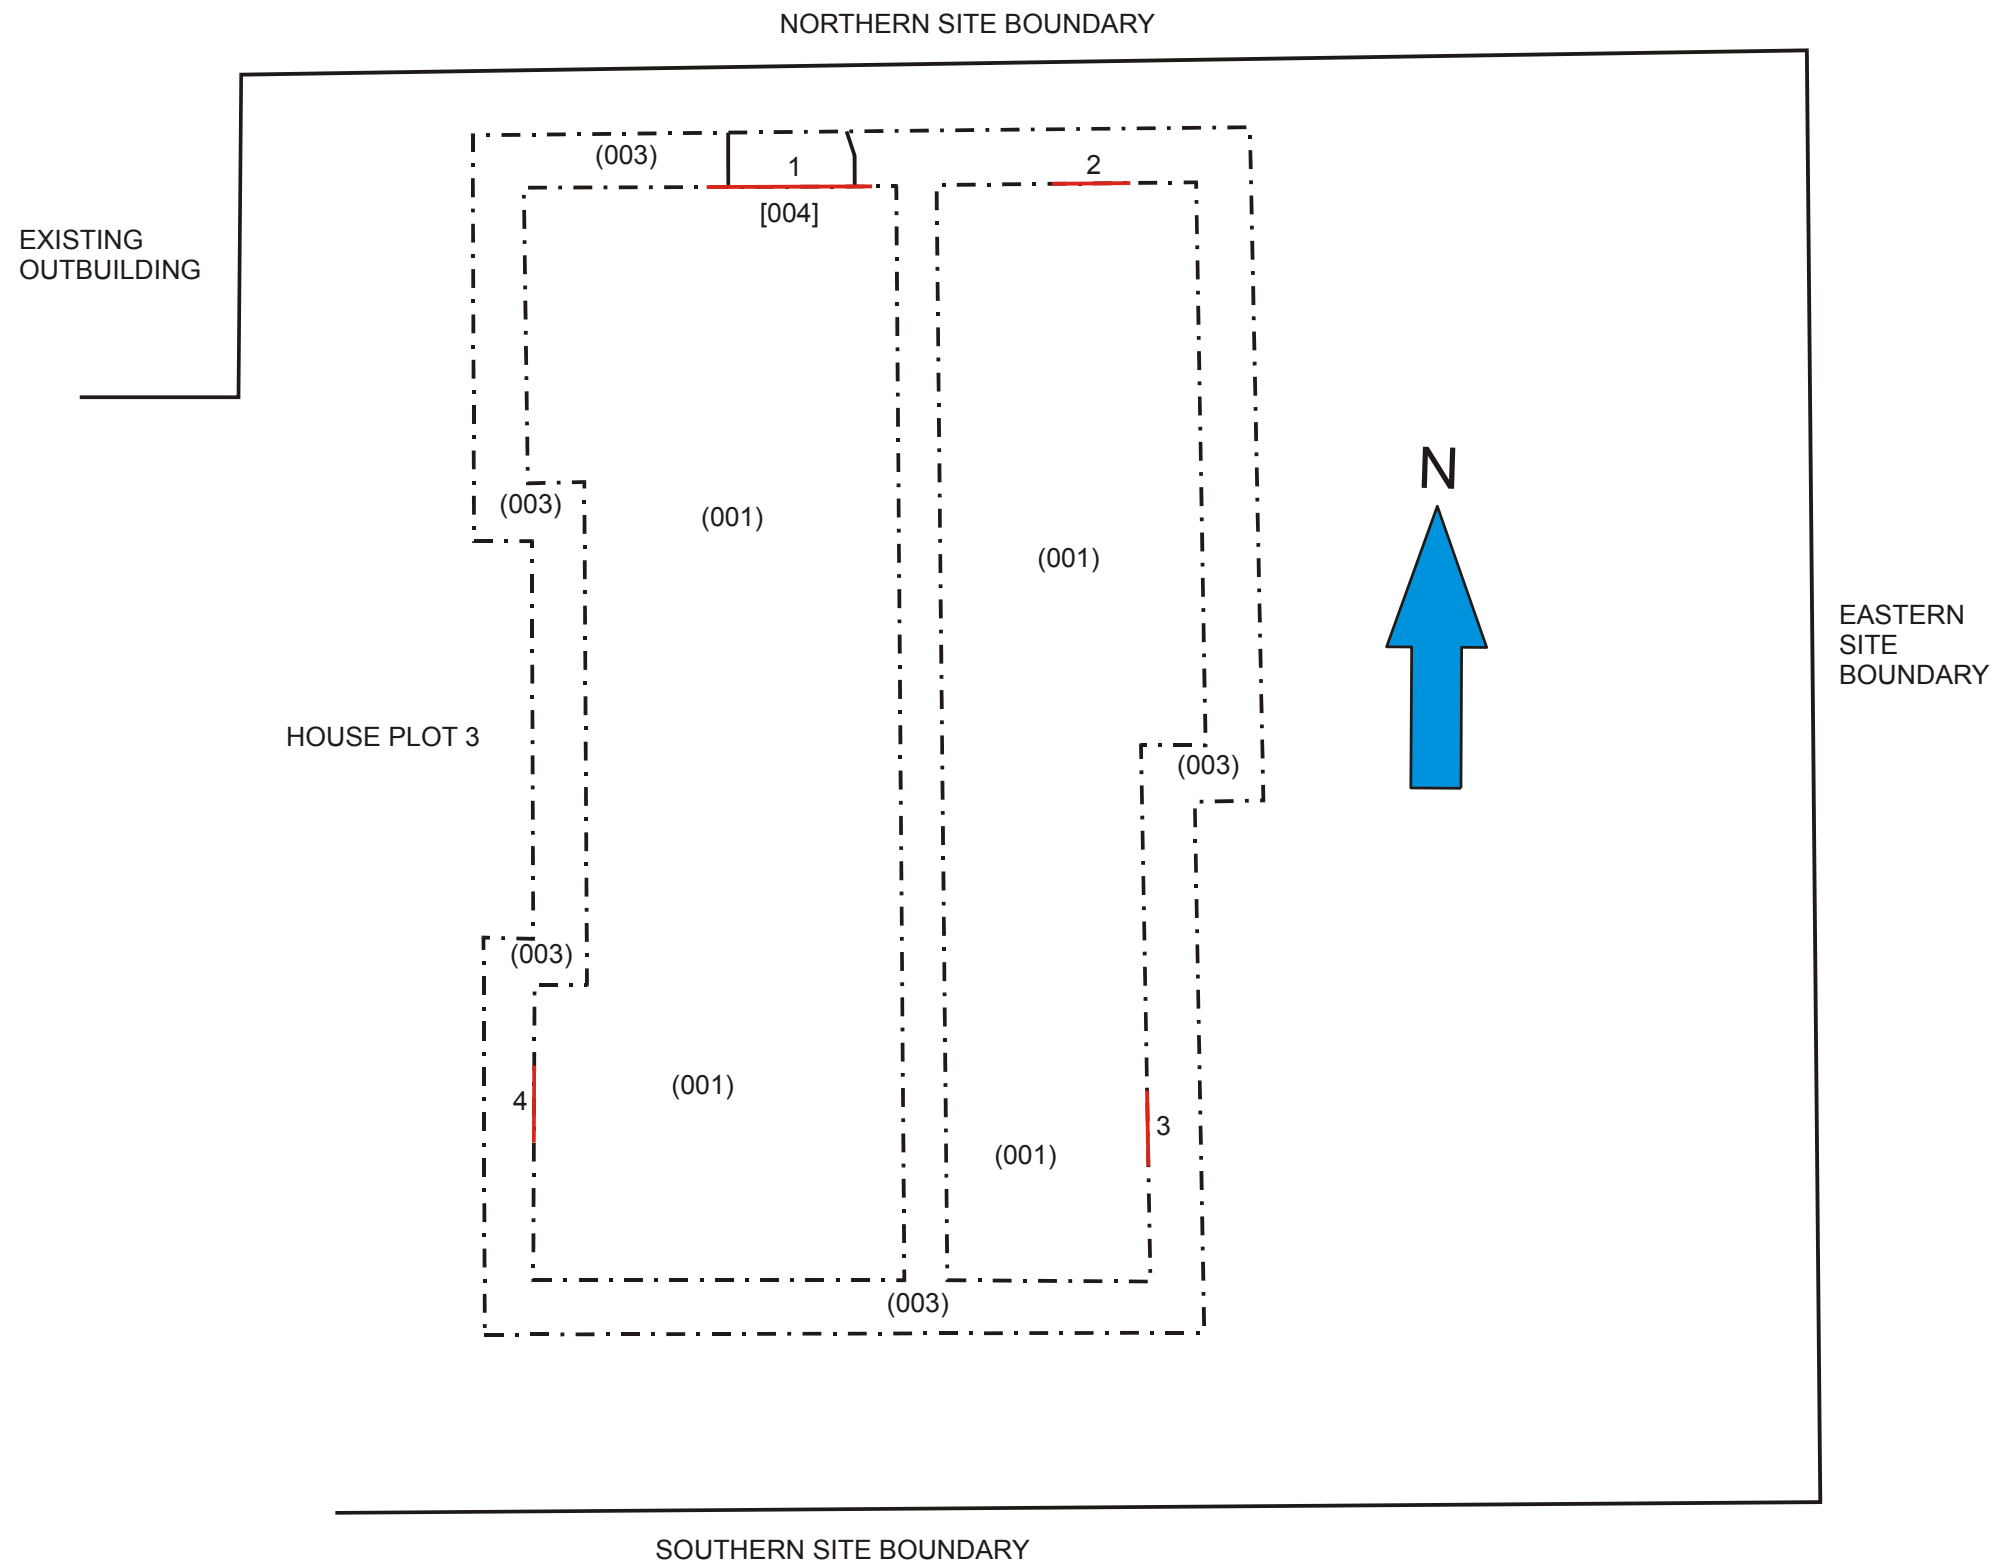 NORTHERN SITE BOUNDARY
(003)
1
2
[004]
EXISTING
OUTBUILDING
N
(003)
(001)
(001)
EASTERN
SITE
BOUNDARY
HOUSE PLOT 3
(003)
(003)
(001)
4
3
(001)
(003)
SOUTHERN SITE BOUNDARY